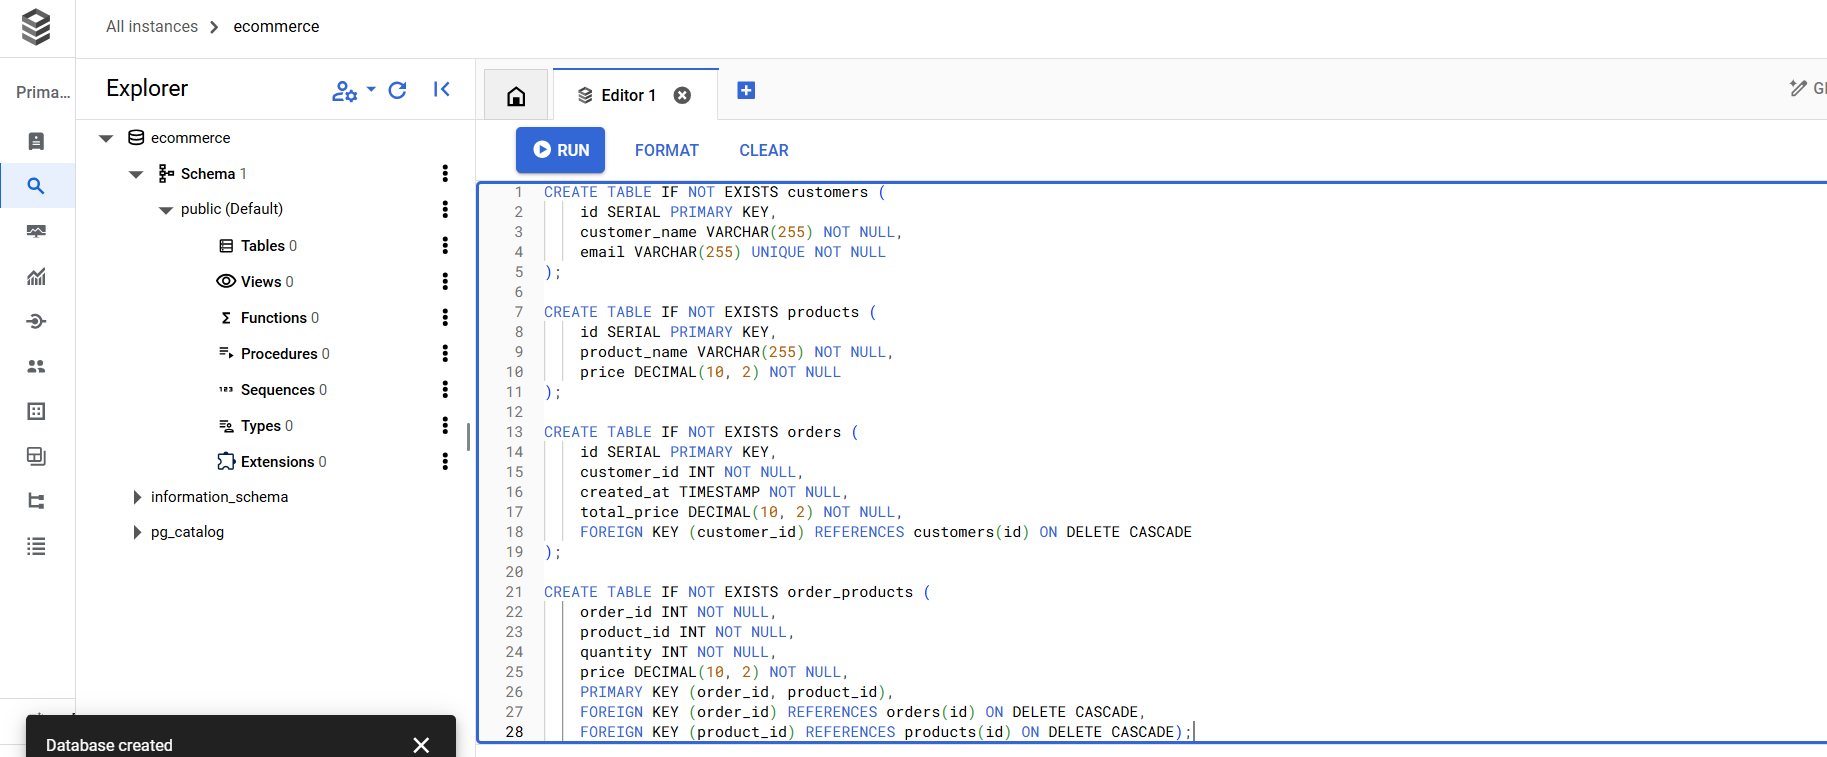 All instances > ecommerce
Prima...
Explorer
ecommerce
Schema 1
public (Default)
Tables 0
Views 0
Functions 0
Procedures 0
Sequences 0
Types 0
Extensions 0
information_schema
pg_catalog
Database created
Editor 1
RUN FORMAT CLEAR
1 CREATE TABLE IF NOT EXISTS customers (
2 id SERIAL PRIMARY KEY,
3 customer_name VARCHAR(255) NOT NULL,
4 email VARCHAR(255) UNIQUE NOT NULL
5 );
6
7 CREATE TABLE IF NOT EXISTS products (
8 id SERIAL PRIMARY KEY,
9 product_name VARCHAR(255) NOT NULL,
10 price DECIMAL(10, 2) NOT NULL
11 );
12
13 CREATE TABLE IF NOT EXISTS orders (
14 id SERIAL PRIMARY KEY,
15 customer_id INT NOT NULL,
16 created_at TIMESTAMP NOT NULL,
17 total_price DECIMAL(10, 2) NOT NULL,
18 FOREIGN KEY (customer_id) REFERENCES customers(id) ON DELETE CASCADE
19 );
20
21 CREATE TABLE IF NOT EXISTS order_products (
22 order_id INT NOT NULL,
23 product_id INT NOT NULL,
24 quantity INT NOT NULL,
25 price DECIMAL(10, 2) NOT NULL,
26 PRIMARY KEY (order_id, product_id),
27 FOREIGN KEY (order_id) REFERENCES orders(id) ON DELETE CASCADE,
28 FOREIGN KEY (product_id) REFERENCES products(id) ON DELETE CASCADE);